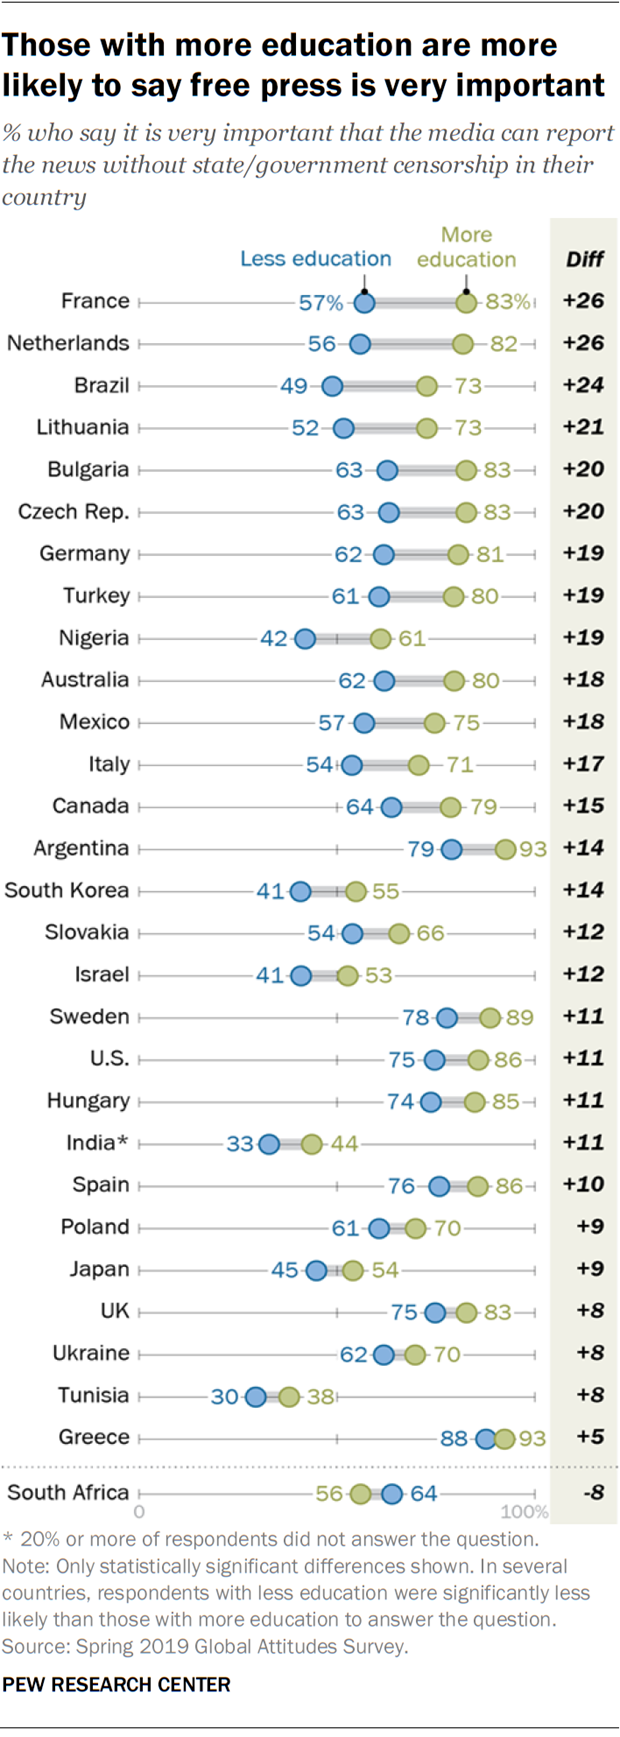 Those with more education are more
likely to say free press is very important
% who say it is very important that the media can report
the news without state/government censorship in their
country
Less education More education Diff
France 57% 83% +26
Netherlands 56 82 +26
Brazil 49 73 +24
Lithuania 52 73 +21
Bulgaria 63 83 +20
Czech Rep. 63 83 +20
Germany 62 81 +19
Turkey 61 80 +19
Nigeria 42 61 +19
Australia 62 80 +18
Mexico 57 75 +18
Italy 54 71 +17
Canada 64 79 +15
Argentina 79 93 +14
South Korea 41 55 +14
Slovakia 54 66 +12
Israel 41 53 +12
Sweden 78 89 +11
U.S. 75 86 +11
Hungary 74 85 +11
India* 33 44 +11
Spain 76 86 +10
Poland 61 70 +9
Japan 45 54 +9
UK 75 83 +8
Ukraine 62 70 +8
Tunisia 30 38 +8
Greece 88 93 +5
South Africa 56 64 -8
0 100%
* 20% or more of respondents did not answer the question.
Note: Only statistically significant differences shown. In several
countries, respondents with less education were significantly less
likely than those with more education to answer the question.
Source: Spring 2019 Global Attitudes Survey.
PEW RESEARCH CENTER